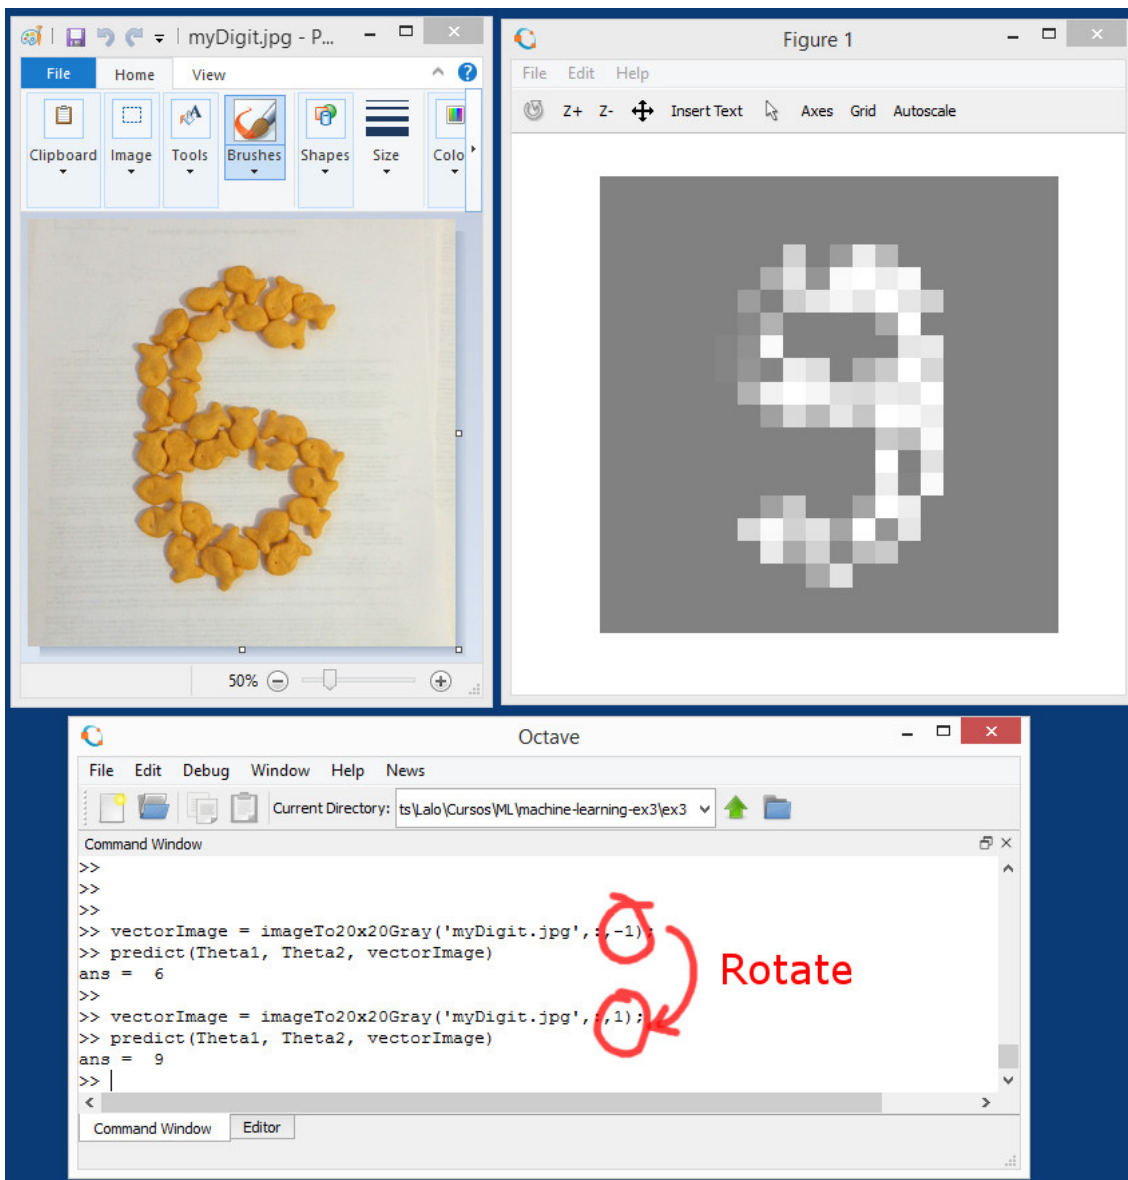 myDigit.jpg - P...
File Home View
Clipboard Image Tools Brushes Shapes Size Colo
50%
Figure 1
File Edit Help
Z+ Z- Insert Text Axes Grid Autoscale
Octave
File Edit Debug Window Help News
Current Directory: ts\Lalo\Cursos\ML\machine-learning-ex3\ex3
Command Window
>>
>>
>>
>> vectorImage = imageTo20x20Gray('myDigit.jpg',:,-1);
>> predict(Theta1, Theta2, vectorImage)
ans = 6
>>
>> vectorImage = imageTo20x20Gray('myDigit.jpg',:,1);
>> predict(Theta1, Theta2, vectorImage)
ans = 9
>>
Rotate
Command Window Editor